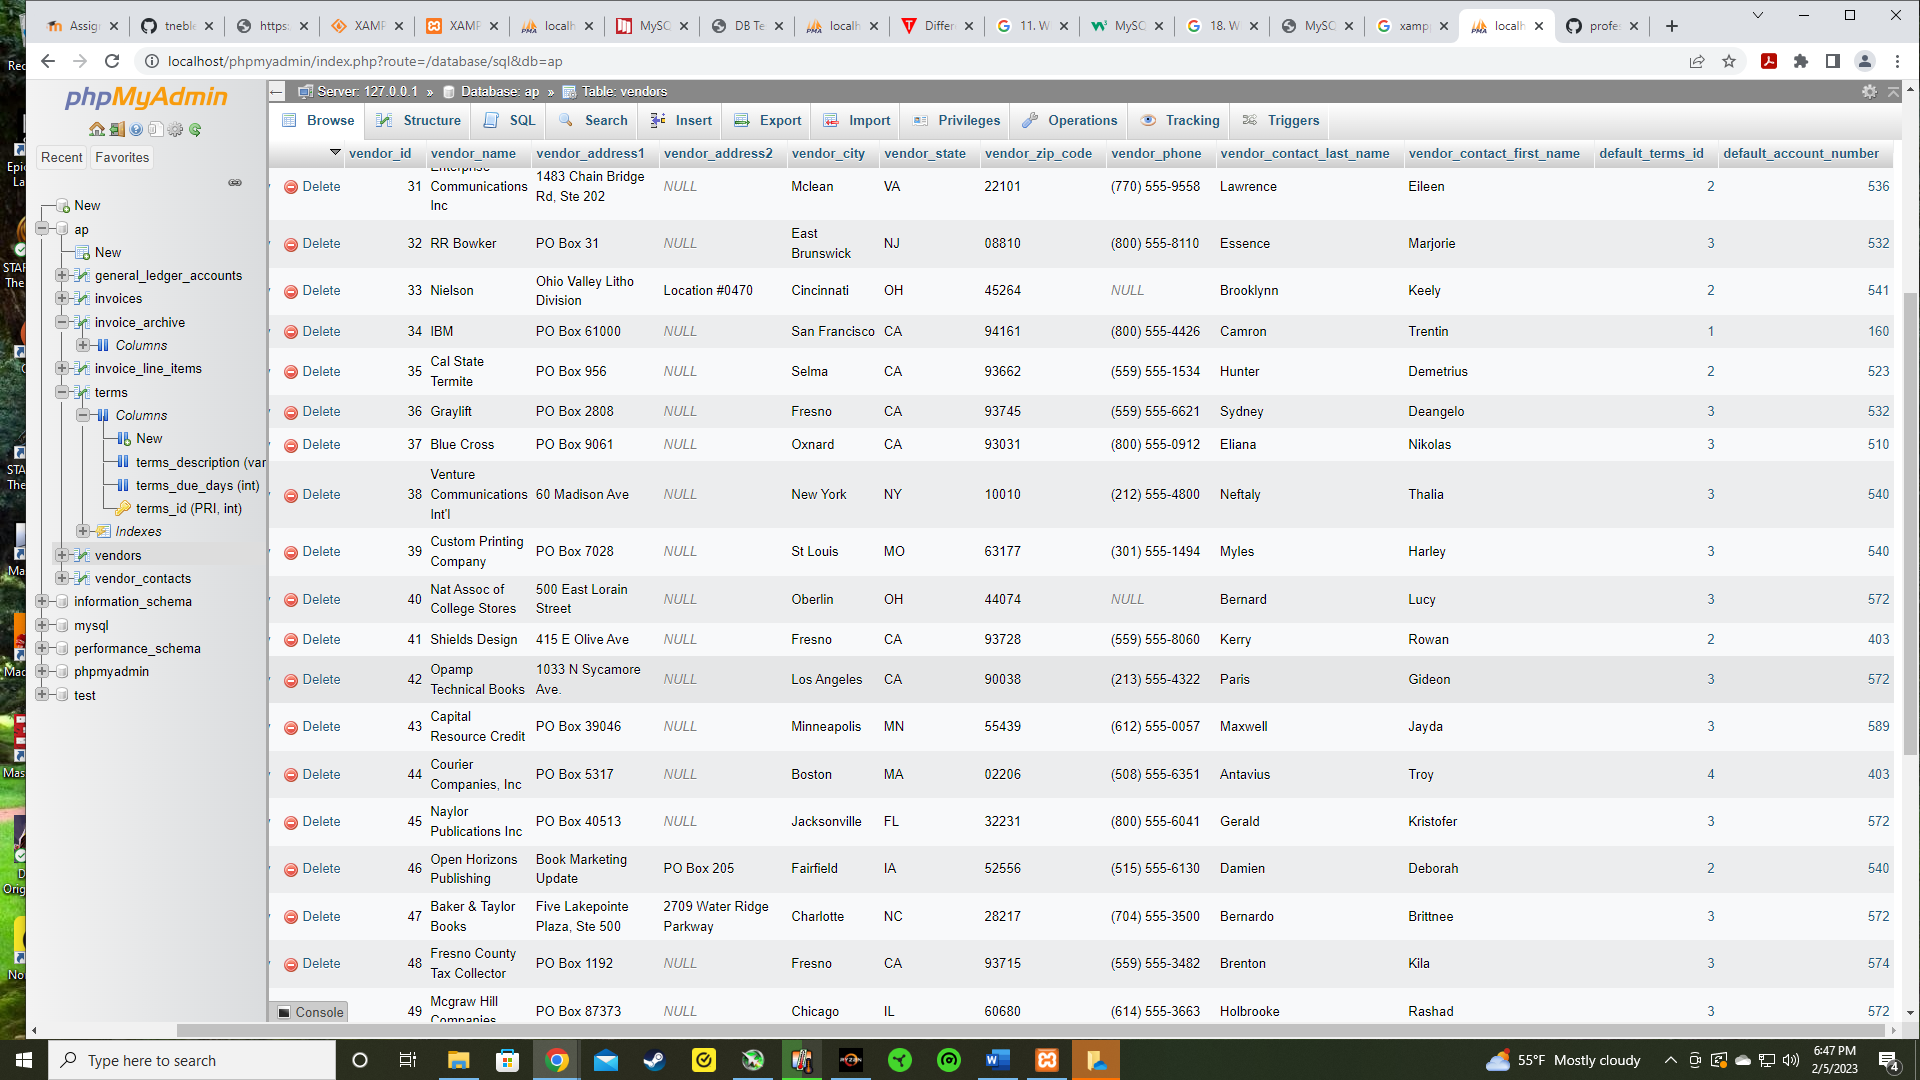 Assign
tneble
https:
XAMP
XAMP
localh
MySC
DB Te
localh
Differ
11. W
MySC
18. W
MySC
xamp
localh
profe
localhost/phpmyadmin/index.php?route=/database/sql&db=ap
phpMyAdmin
Recent Favorites
New
ap
New
general_ledger_accounts
invoices
invoice_archive
Columns
invoice_line_items
terms
Columns
New
terms_description (var
terms_due_days (int)
terms_id (PRI, int)
Indexes
vendors
vendor_contacts
information_schema
mysql
performance_schema
phpmyadmin
test
Server: 127.0.0.1 » Database: ap » Table: vendors
Browse Structure SQL Search Insert Export Import Privileges Operations Tracking Triggers
vendor_id vendor_name vendor_address1 vendor_address2 vendor_city vendor_state vendor_zip_code vendor_phone vendor_contact_last_name vendor_contact_first_name default_terms_id default_account_number
Enterprise
Delete 31 Communications 1483 Chain Bridge NULL Mclean VA 22101 (770) 555-9558 Lawrence Eileen 2 536
Inc Rd, Ste 202
Delete 32 RR Bowker PO Box 31 NULL East NJ 08810 (800) 555-8110 Essence Marjorie 3 532
Brunswick
Delete 33 Nielson Ohio Valley Litho Location #0470 Cincinnati OH 45264 NULL Brooklynn Keely 2 541
Division
Delete 34 IBM PO Box 61000 NULL San Francisco CA 94161 (800) 555-4426 Camron Trentin 1 160
Delete 35 Cal State PO Box 956 NULL Selma CA 93662 (559) 555-1534 Hunter Demetrius 2 523
Termite
Delete 36 Graylift PO Box 2808 NULL Fresno CA 93745 (559) 555-6621 Sydney Deangelo 3 532
Delete 37 Blue Cross PO Box 9061 NULL Oxnard CA 93031 (800) 555-0912 Eliana Nikolas 3 510
Venture
Delete 38 Communications 60 Madison Ave NULL New York NY 10010 (212) 555-4800 Neftaly Thalia 3 540
Int'l
Delete 39 Custom Printing PO Box 7028 NULL St Louis MO 63177 (301) 555-1494 Myles Harley 3 540
Company
Delete 40 Nat Assoc of 500 East Lorain NULL Oberlin OH 44074 NULL Bernard Lucy 3 572
College Stores Street
Delete 41 Shields Design 415 E Olive Ave NULL Fresno CA 93728 (559) 555-8060 Kerry Rowan 2 403
Delete 42 Opamp 1033 N Sycamore NULL Los Angeles CA 90038 (213) 555-4322 Paris Gideon 3 572
Technical Books Ave.
Delete 43 Capital PO Box 39046 NULL Minneapolis MN 55439 (612) 555-0057 Maxwell Jayda 3 589
Resource Credit
Delete 44 Courier PO Box 5317 NULL Boston MA 02206 (508) 555-6351 Antavius Troy 4 403
Companies, Inc
Delete 45 Naylor PO Box 40513 NULL Jacksonville FL 32231 (800) 555-6041 Gerald Kristofer 3 572
Publications Inc
Delete 46 Open Horizons Book Marketing PO Box 205 Fairfield IA 52556 (515) 555-6130 Damien Deborah 2 540
Publishing Update
Delete 47 Baker & Taylor Five Lakepointe 2709 Water Ridge Charlotte NC 28217 (704) 555-3500 Bernardo Brittnee 3 572
Books Plaza, Ste 500 Parkway
Delete 48 Fresno County PO Box 1192 NULL Fresno CA 93715 (559) 555-3482 Brenton Kila 3 574
Tax Collector
49 Mcgraw Hill PO Box 87373 NULL Chicago IL 60680 (614) 555-3663 Holbrooke Rashad 3 572
Companies
Console
Type here to search
RYZEN
55°F Mostly cloudy
6:47 PM
2/5/2023
4